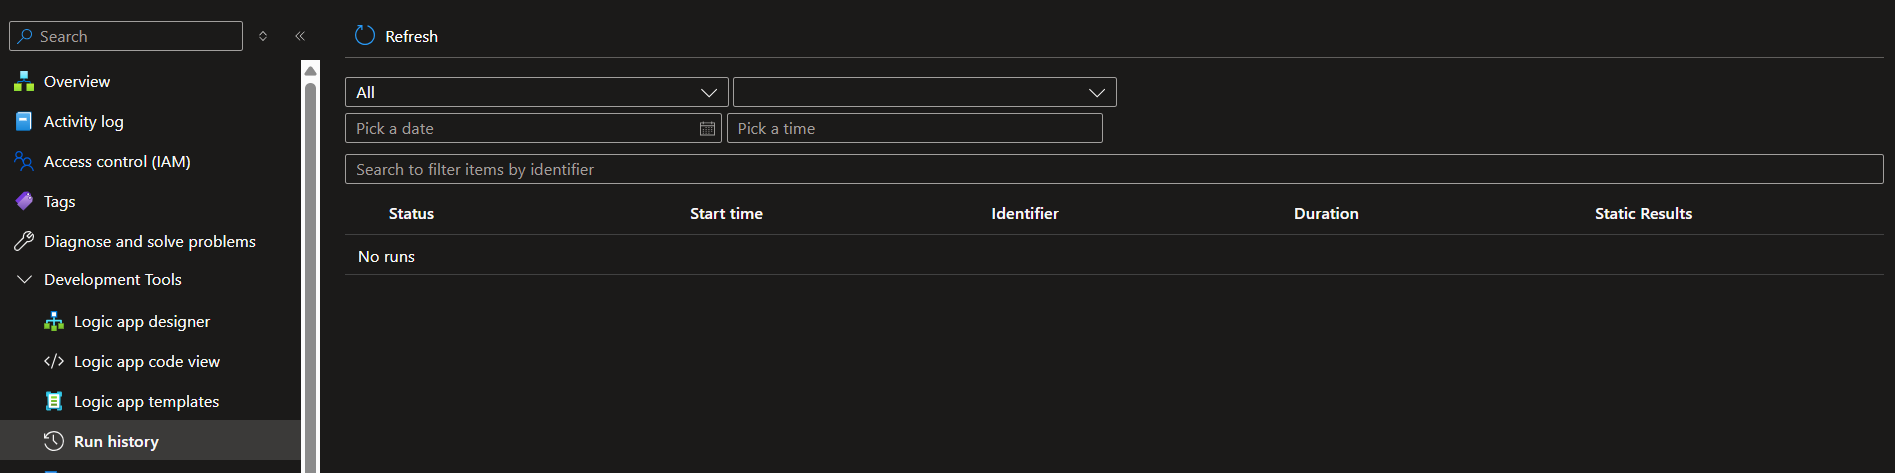 Search
Overview
Activity log
Access control (IAM)
Tags
Diagnose and solve problems
Development Tools
Logic app designer
Logic app code view
Logic app templates
Run history
Refresh
All
Pick a date
Pick a time
Search to filter items by identifier
Status Start time Identifier Duration Static Results
No runs